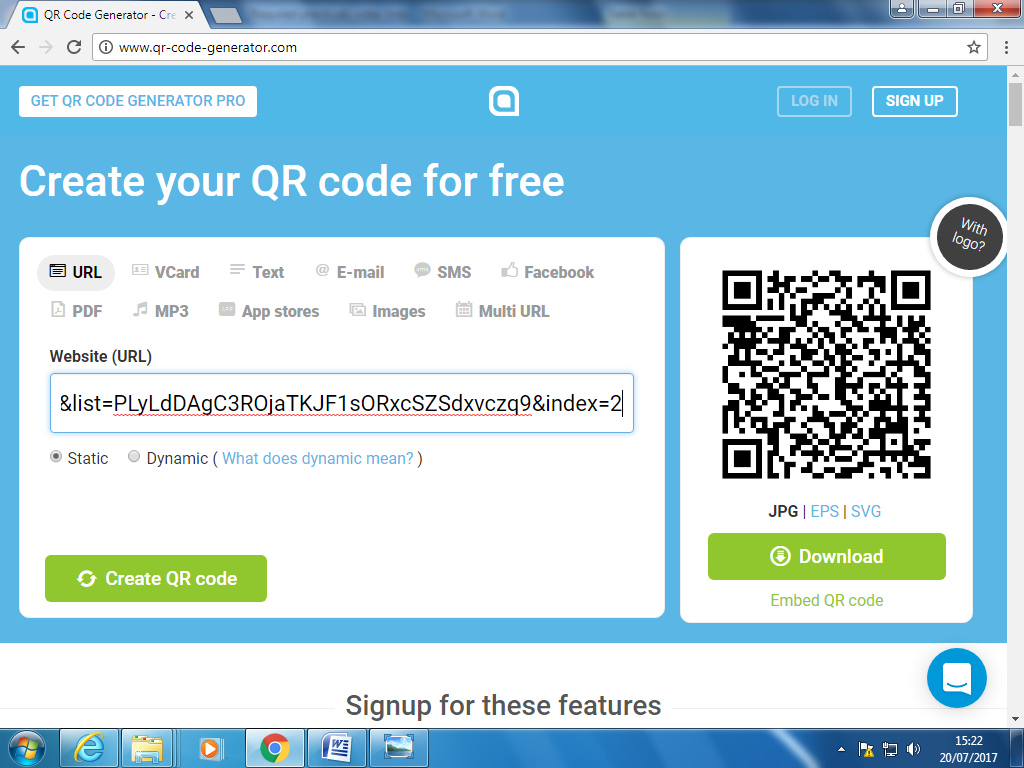 QR Code Generator - Cre
www.qr-code-generator.com
GET QR CODE GENERATOR PRO
LOG IN
SIGN UP
Create your QR code for free
With
logo?
URL VCard Text E-mail SMS Facebook
PDF MP3 App stores Images Multi URL
Website (URL)
&list=PLyLdDAgC3ROjaTKJF1sORxcSZSdxvczq9&index=2
Static Dynamic ( What does dynamic mean? )
Create QR code
JPG | EPS | SVG
Download
Embed QR code
Signup for these features
15:22
20/07/2017